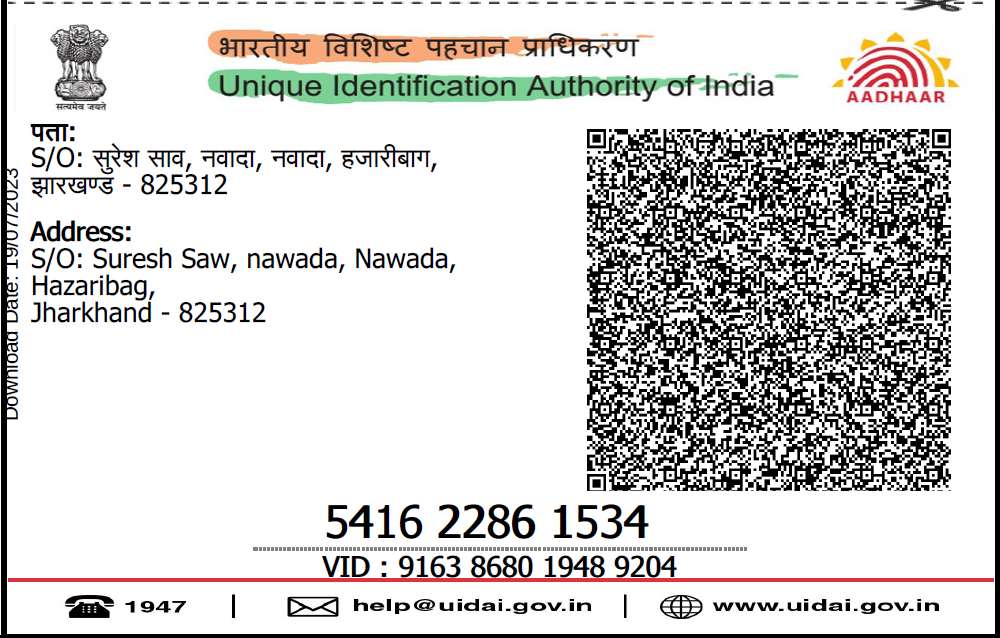 सत्यमेव जयते
भारतीय विशिष्ट पहचान प्राधिकरण
Unique Identification Authority of India
AADHAAR
पता:
S/O: सुरेश साव, नवादा, नवादा, हजारीबाग,
झारखण्ड - 825312
Address:
S/O: Suresh Saw, nawada, Nawada,
Hazaribag,
Jharkhand - 825312
Download Date: 19/07/2023
5416 2286 1534
VID : 9163 8680 1948 9204
1947 | help@uidai.gov.in | www.uidai.gov.in